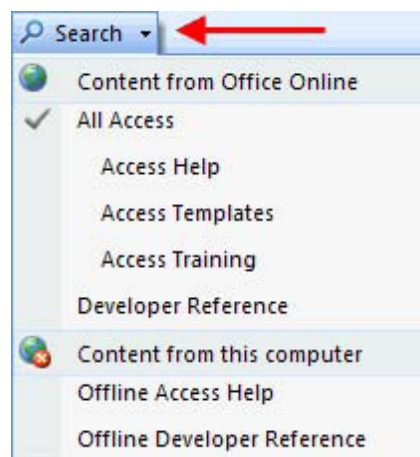 Search
Content from Office Online
All Access
Access Help
Access Templates
Access Training
Developer Reference
Content from this computer
Offline Access Help
Offline Developer Reference